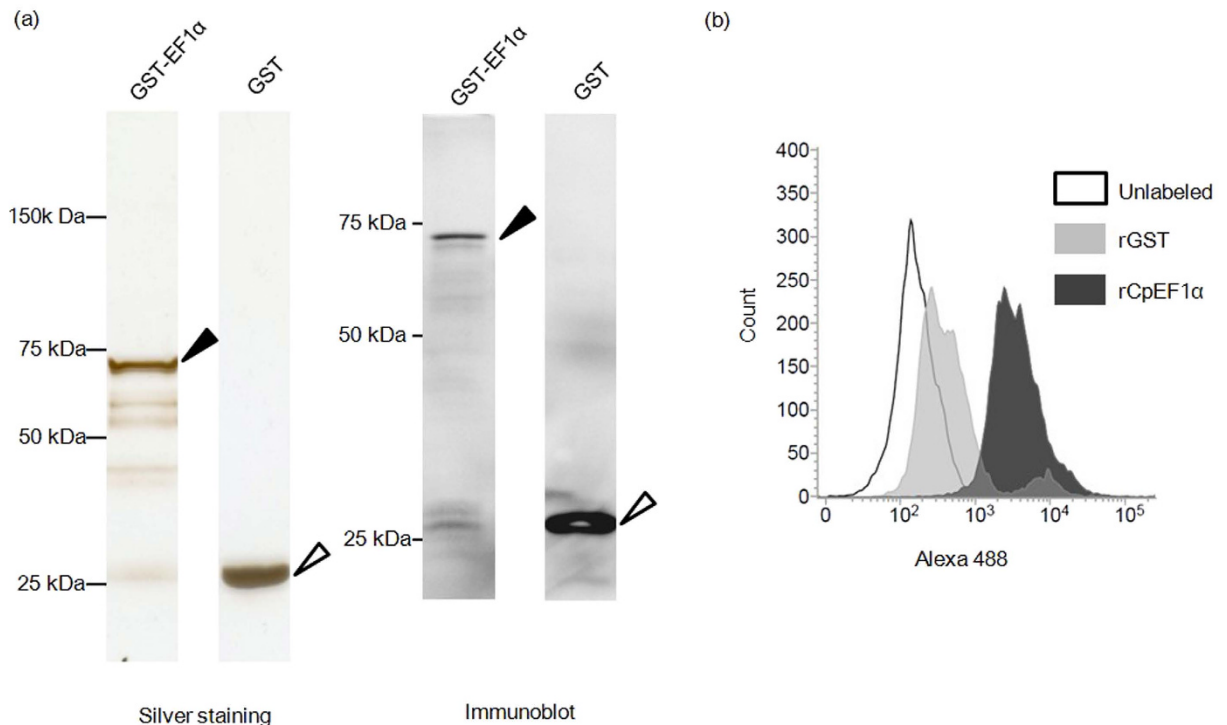 (a)
GST-EF1α
GST
150k Da
75 kDa
50 kDa
25 kDa
Silver staining
GST-EF1α
GST
75 kDa
50 kDa
25 kDa
Immunoblot
(b)
400
350
300
250
200
150
100
50
0
Count
0
10²
10³
10⁴
10⁵
Alexa 488
Unlabeled
rGST
rCpEF1α